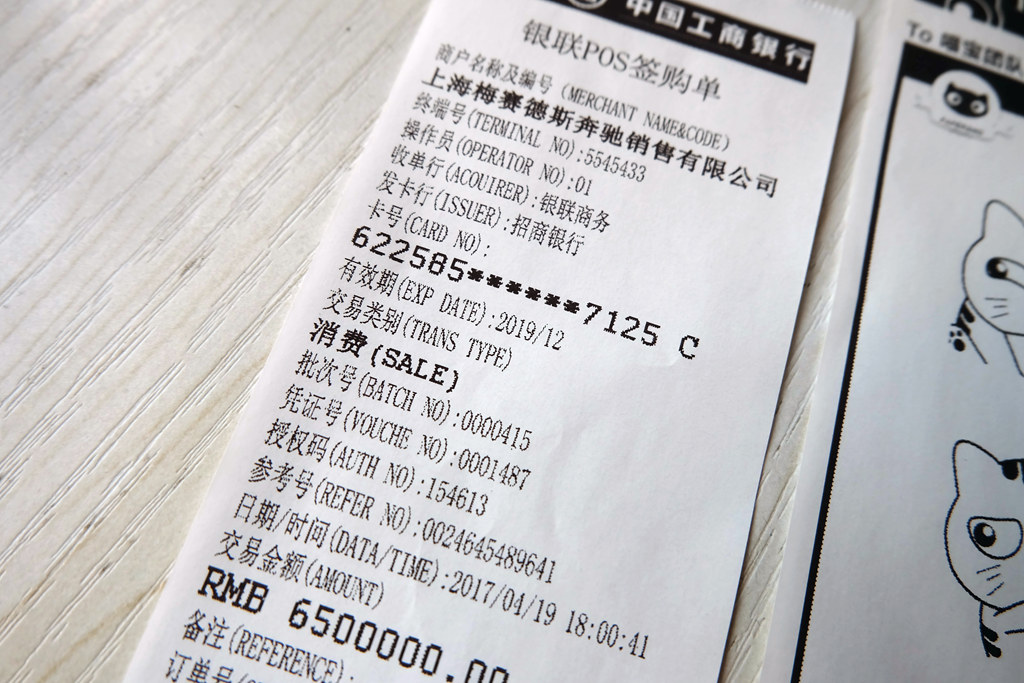 中国工商银行
银联POS签购单
商户名称及编号(MERCHANT NAME&CODE)
上海梅赛德斯奔驰销售有限公司
终端号(TERMINAL NO):5545433
操作员(OPERATOR NO):01
收单行(ACQUIRER):银联商务
发卡行(ISSUER):招商银行
卡号(CARD NO):
622585******7125 C
有效期(EXP DATE):2019/12
交易类别(TRANS TYPE)
消费(SALE)
批次号(BATCH NO):0000415
凭证号(VOUCHE NO):0001487
授权码(AUTH NO):154613
参考号(REFER NO):0024645489641
日期/时间(DATA/TIME):2017/04/19 18:00:41
交易金额(AMOUNT)
RMB 6500000.00
备注(REFERENCE):
订单号
To 喵宝团队